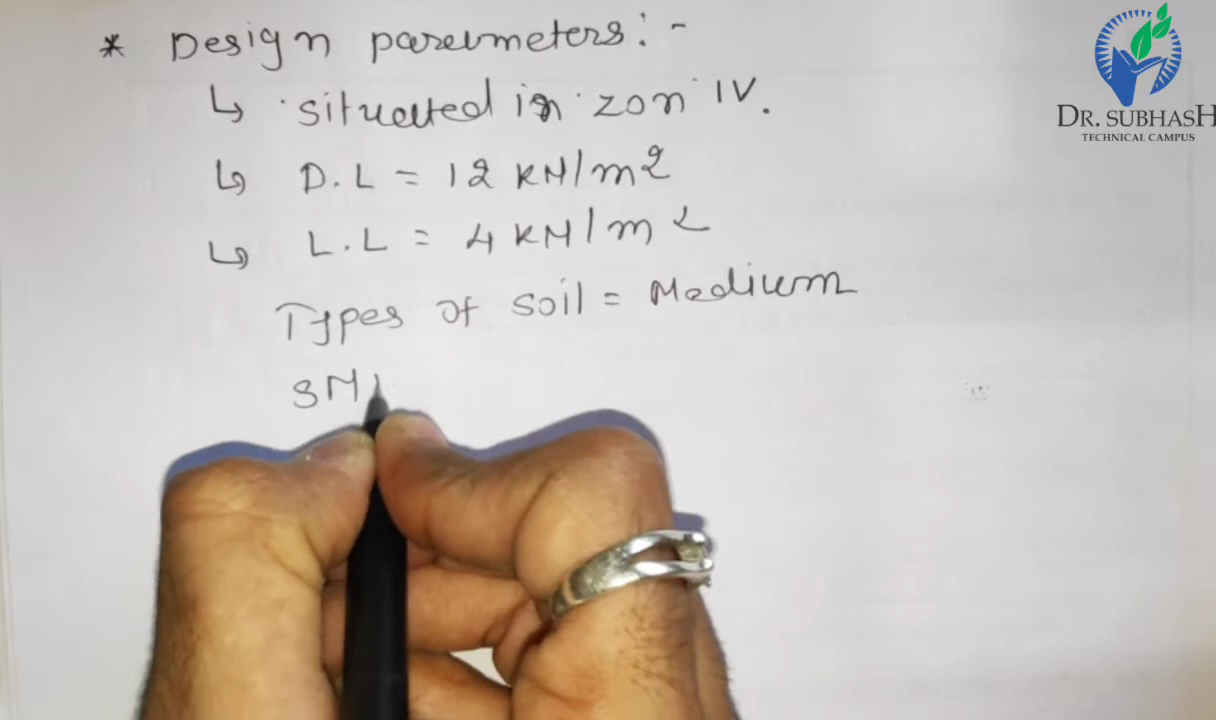 * Design parameters:-
↳ situated in zon IV.
↳ D.L = 12 KN/m2
↳ L.L = 4 KN/m2
Types of soil = Medium
SM
DR. SUBHASH
TECHNICAL CAMPUS